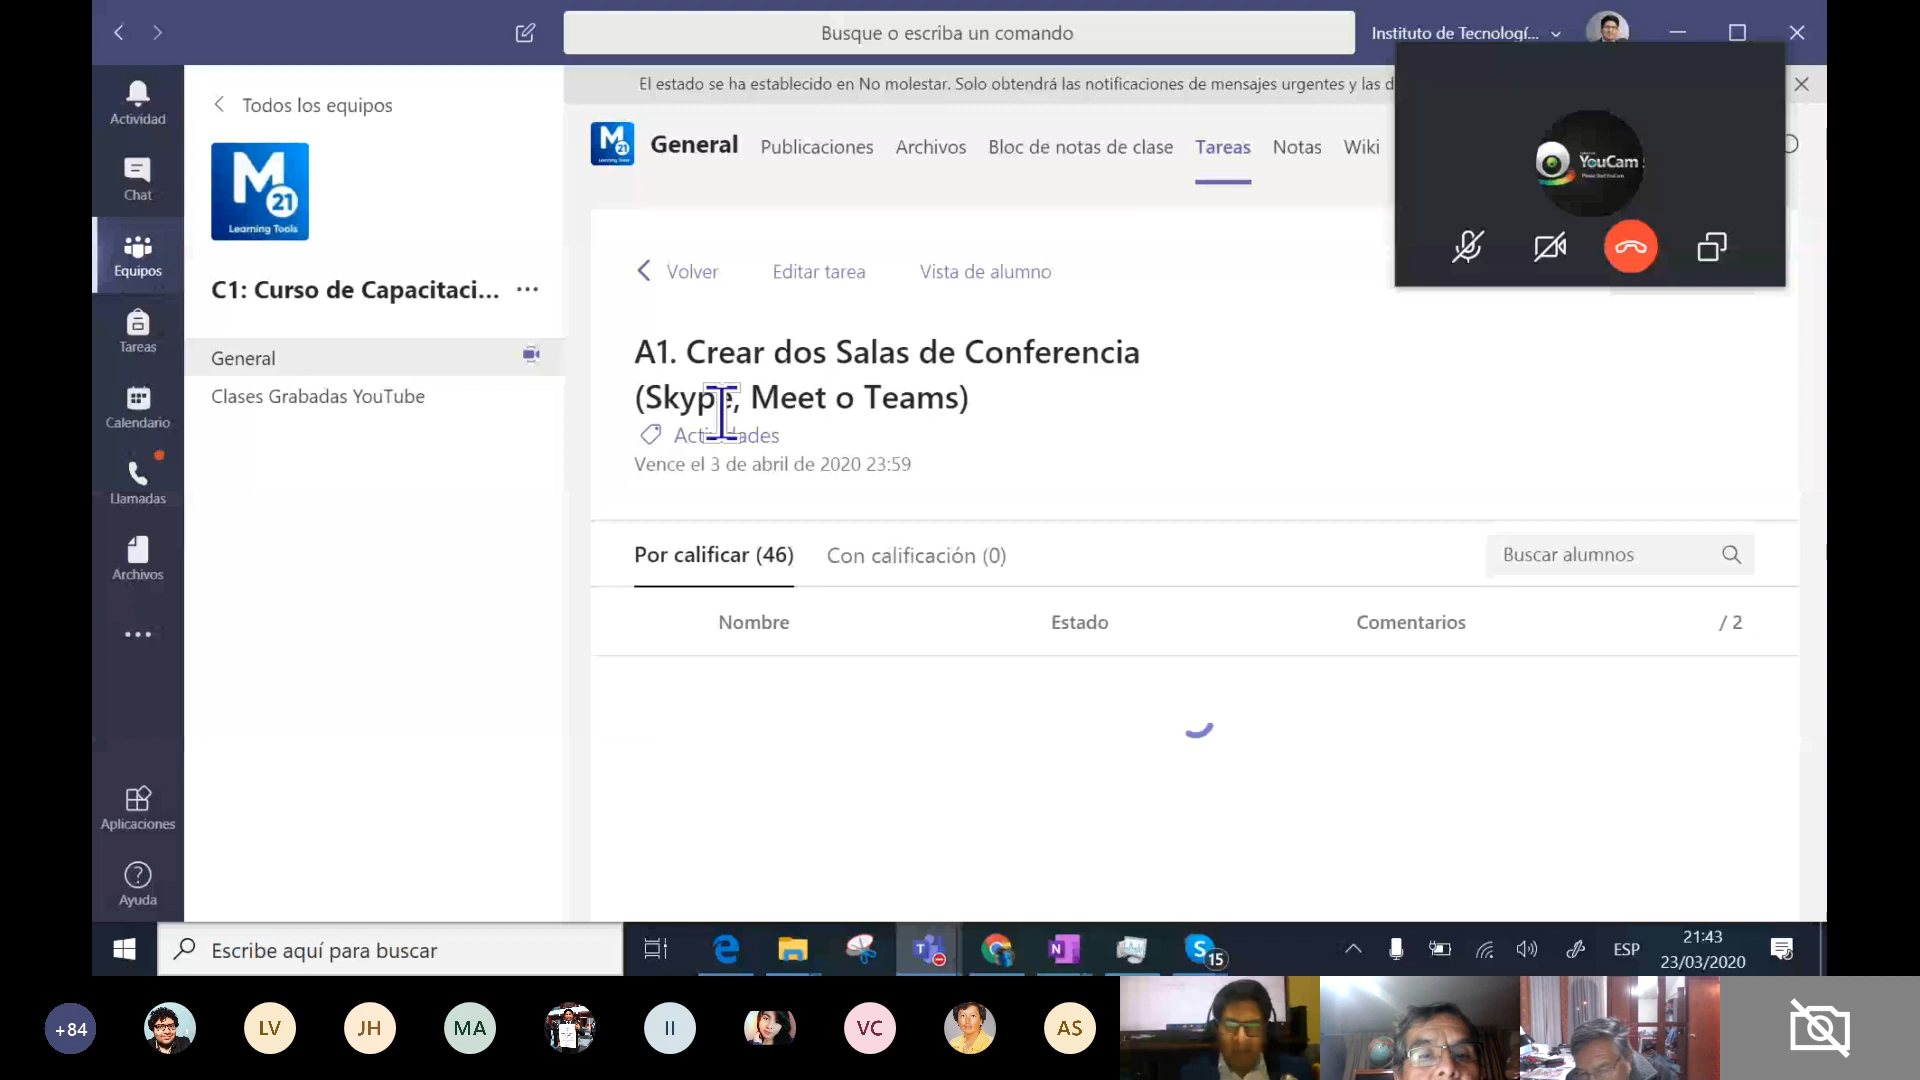 Busque o escriba un comando
Instituto de Tecnologí...
El estado se ha establecido en No molestar. Solo obtendrá las notificaciones de mensajes urgentes y las d
Actividad
Chat
Equipos
Tareas
Calendario
Llamadas
Archivos
Aplicaciones
Ayuda
Todos los equipos
M
21
Learning Tools
C1: Curso de Capacitaci...
General
Clases Grabadas YouTube
M
21
General
Publicaciones
Archivos
Bloc de notas de clase
Tareas
Notas
Wiki
YouCam
Volver
Editar tarea
Vista de alumno
A1. Crear dos Salas de Conferencia
(Skype, Meet o Teams)
Actividades
Vence el 3 de abril de 2020 23:59
Por calificar (46)
Con calificación (0)
Buscar alumnos
Nombre
Estado
Comentarios
/ 2
Escribe aquí para buscar
15
ESP
21:43
23/03/2020
+84
LV
JH
MA
II
VC
AS